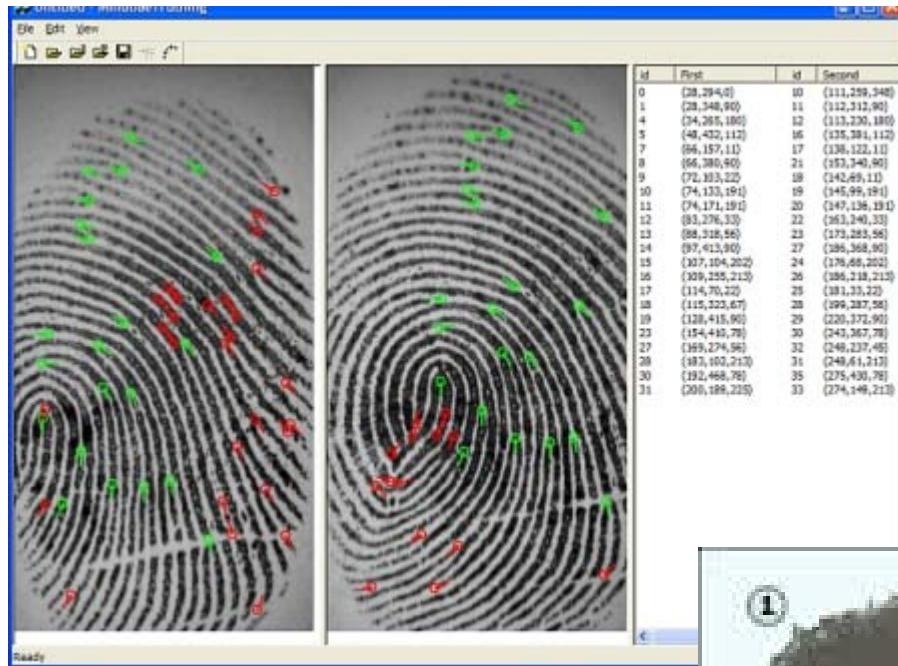 Untitled - MinutiaeTraining
File Edit View
id First id Second
0 (28,294,0) 10 (111,259,348)
1 (28,348,90) 11 (112,312,90)
4 (34,265,180) 12 (113,230,180)
5 (48,432,112) 16 (135,381,112)
7 (66,157,11) 17 (138,122,11)
8 (66,380,90) 21 (153,340,90)
9 (72,103,22) 18 (142,69,11)
10 (74,133,191) 19 (145,99,191)
11 (74,171,191) 20 (147,136,191)
12 (83,276,33) 22 (163,240,33)
13 (88,318,56) 23 (173,283,56)
14 (97,413,90) 27 (186,368,90)
15 (107,104,202) 24 (176,68,202)
16 (109,255,213) 26 (186,218,213)
17 (114,70,22) 25 (181,33,22)
18 (115,323,67) 28 (199,287,56)
19 (128,415,90) 29 (220,372,90)
23 (154,410,78) 30 (243,367,78)
27 (169,274,56) 32 (248,237,45)
28 (183,102,213) 31 (248,61,213)
30 (192,468,78) 35 (275,430,78)
31 (200,189,225) 33 (274,149,213)
1
Ready